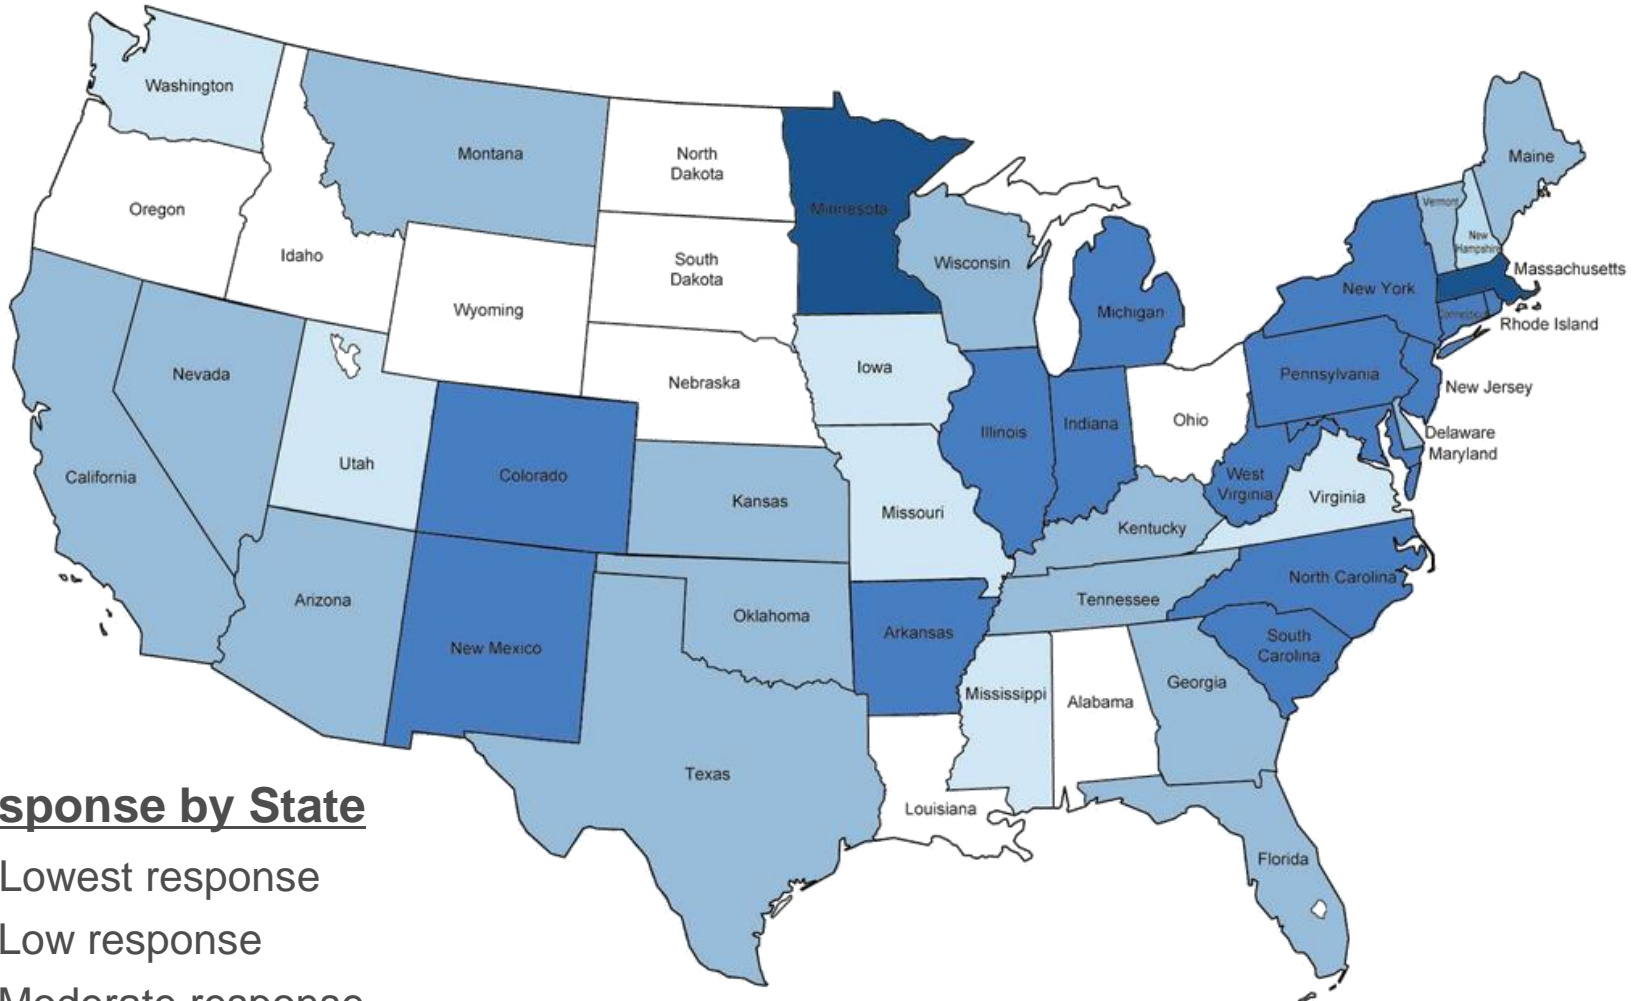 Washington
Montana
North
Dakota
Minnesota
Maine
Oregon
Idaho
Vermont
New
Hampshire
Wyoming
South
Dakota
Wisconsin
Massachusetts
New York
Michigan
Connecticut
Rhode Island
Nevada
Iowa
Nebraska
Pennsylvania
New Jersey
Ohio
Illinois
Indiana
Delaware
Maryland
California
Utah
Colorado
Kansas
Missouri
West
Virginia
Virginia
Kentucky
Arizona
New Mexico
Oklahoma
Arkansas
Tennessee
North Carolina
South
Carolina
Mississippi
Alabama
Georgia
Texas
Louisiana
Florida
sponse by State
Lowest response
Low response
Moderate response